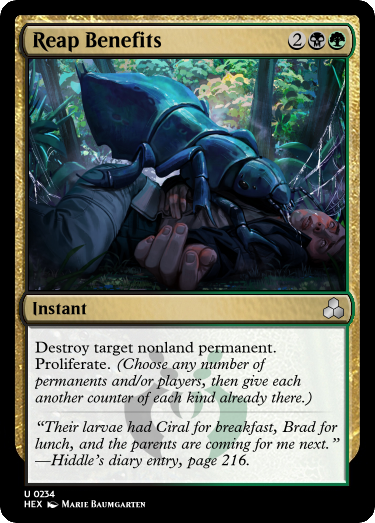 Reap Benefits 2
Instant
Destroy target nonland permanent.
Proliferate. (Choose any number of
permanents and/or players, then give each
another counter of each kind already there.)
“Their larvae had Ciral for breakfast, Brad for
lunch, and the parents are coming for me next.”
—Hiddle’s diary entry, page 216.
U 0234
HEX Marie Baumgarten